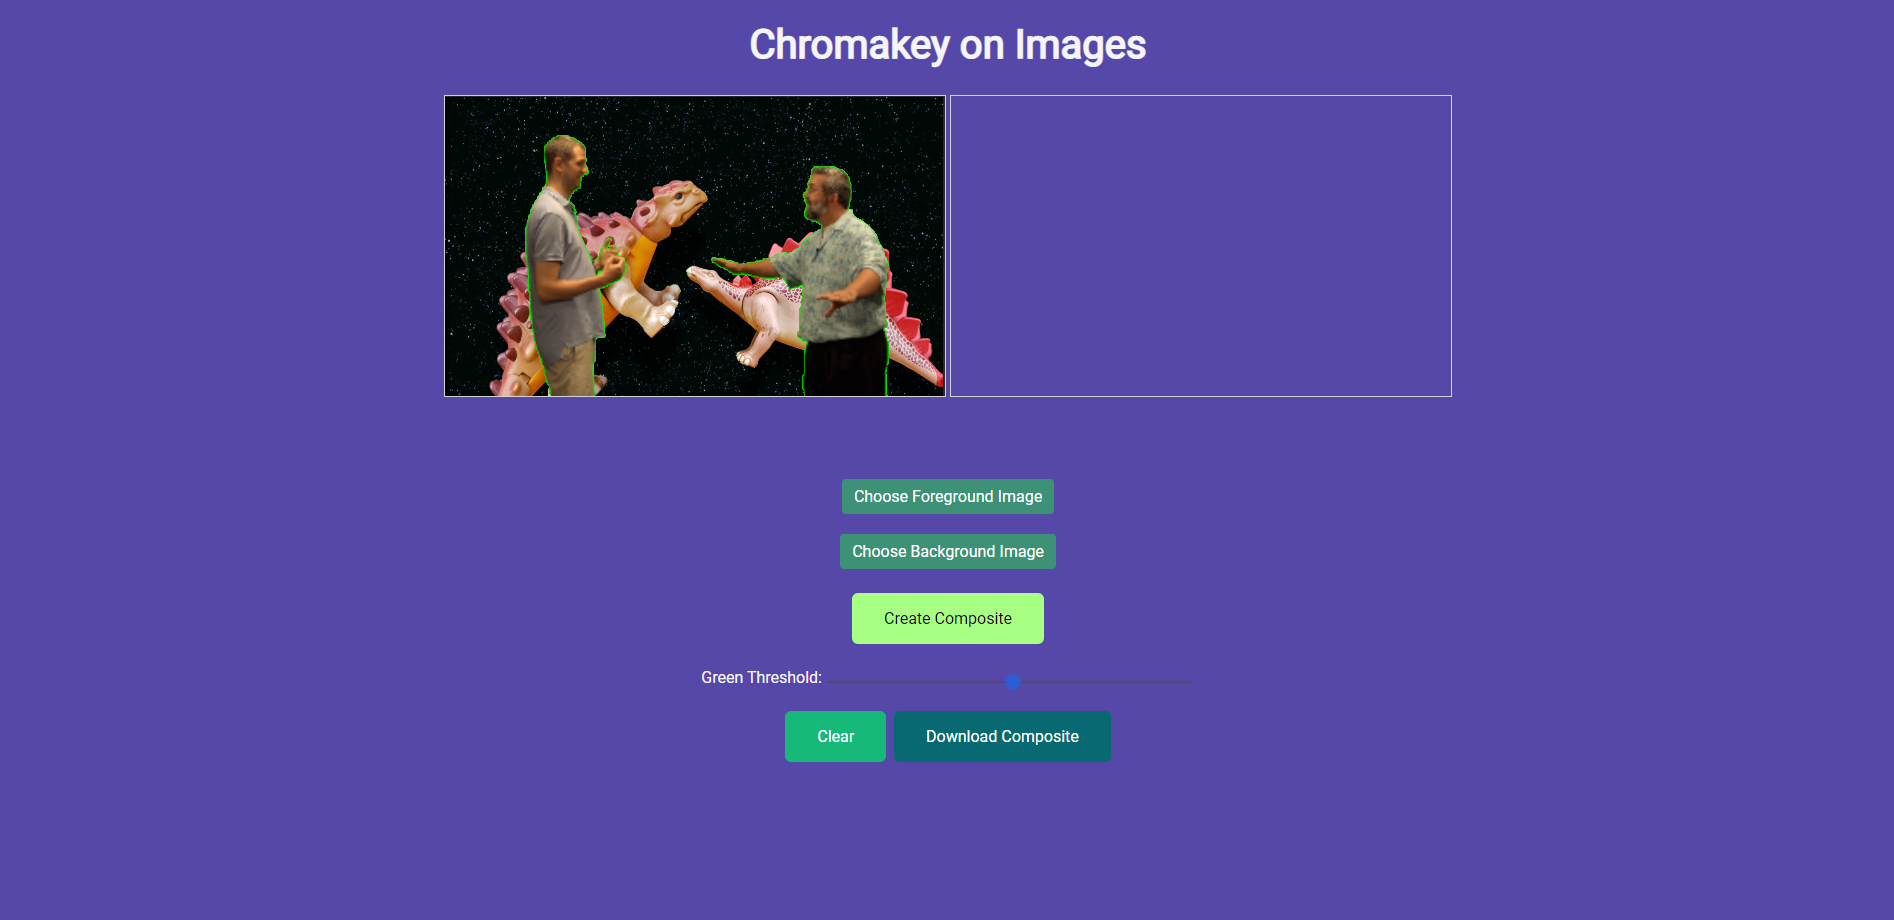 Chromakey on Images
Choose Foreground Image
Choose Background Image
Create Composite
Green Threshold:
Clear
Download Composite